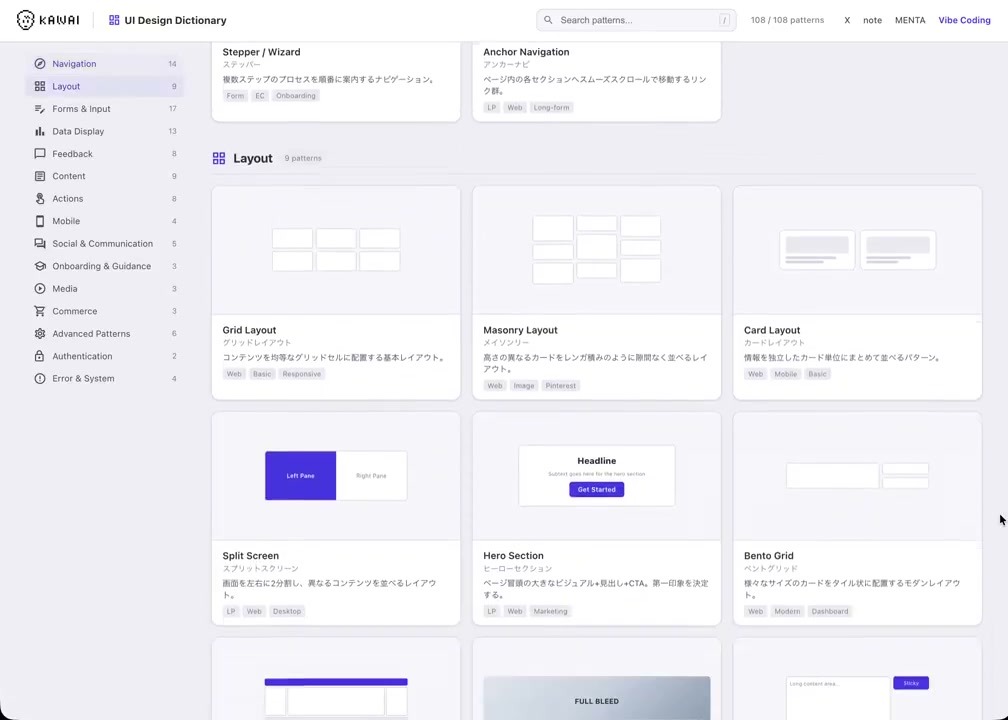 KAWAI
UI Design Dictionary
Search patterns...
/
108 / 108 patterns
X
note
MENTA
Vibe Coding
Navigation 14
Layout 9
Forms & Input 17
Data Display 13
Feedback 8
Content 9
Actions 8
Mobile 4
Social & Communication 5
Onboarding & Guidance 3
Media 3
Commerce 3
Advanced Patterns 6
Authentication 2
Error & System 4
Stepper / Wizard
ステッパー
複数ステップのプロセスを順番に案内するナビゲーション。
Form EC Onboarding
Anchor Navigation
アンカーナビ
ページ内の各セクションへスムーズスクロールで移動するリン
ク群。
LP Web Long-form
Layout 9 patterns
Grid Layout
グリッドレイアウト
コンテンツを均等なグリッドセルに配置する基本レイアウト。
Web Basic Responsive
Masonry Layout
メイソンリー
高さの異なるカードをレンガ積みのように隙間なく並べるレイ
アウト。
Web Image Pinterest
Card Layout
カードレイアウト
情報を独立したカード単位にまとめて並べるパターン。
Web Mobile Basic
Left Pane
Right Pane
Split Screen
スプリットスクリーン
画面を左右に2分割し、異なるコンテンツを並べるレイアウ
ト。
LP Web Desktop
Headline
Subtext goes here for the hero section
Get Started
Hero Section
ヒーローセクション
ページ冒頭の大きなビジュアル+見出し+CTA。第一印象を決定
する。
LP Web Marketing
Bento Grid
ベントグリッド
様々なサイズのカードをタイル状に配置するモダンレイアウ
ト。
Web Modern Dashboard
FULL BLEED
Long content area...
Sticky